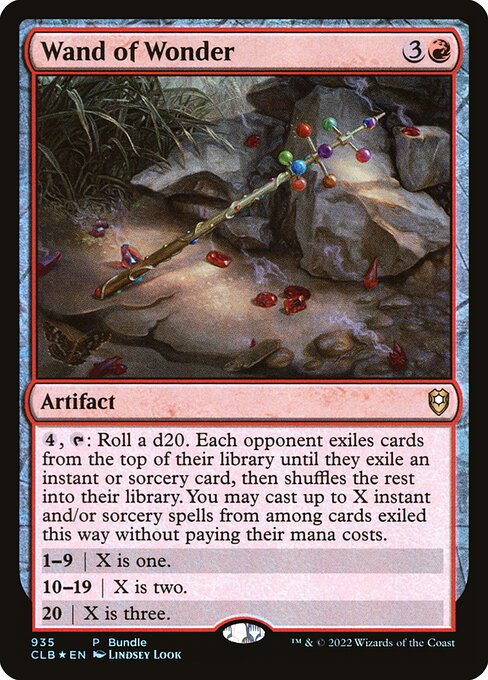 Wand of Wonder 3
Artifact
4, : Roll a d20. Each opponent exiles cards
from the top of their library until they exile an
instant or sorcery card, then shuffles the rest
into their library. You may cast up to X instant
and/or sorcery spells from among cards exiled
this way without paying their mana costs.
1–9 | X is one.
10–19 | X is two.
20 | X is three.
935 P Bundle
CLB ★ EN Lindsey Look
™ & © 2022 Wizards of the Coast